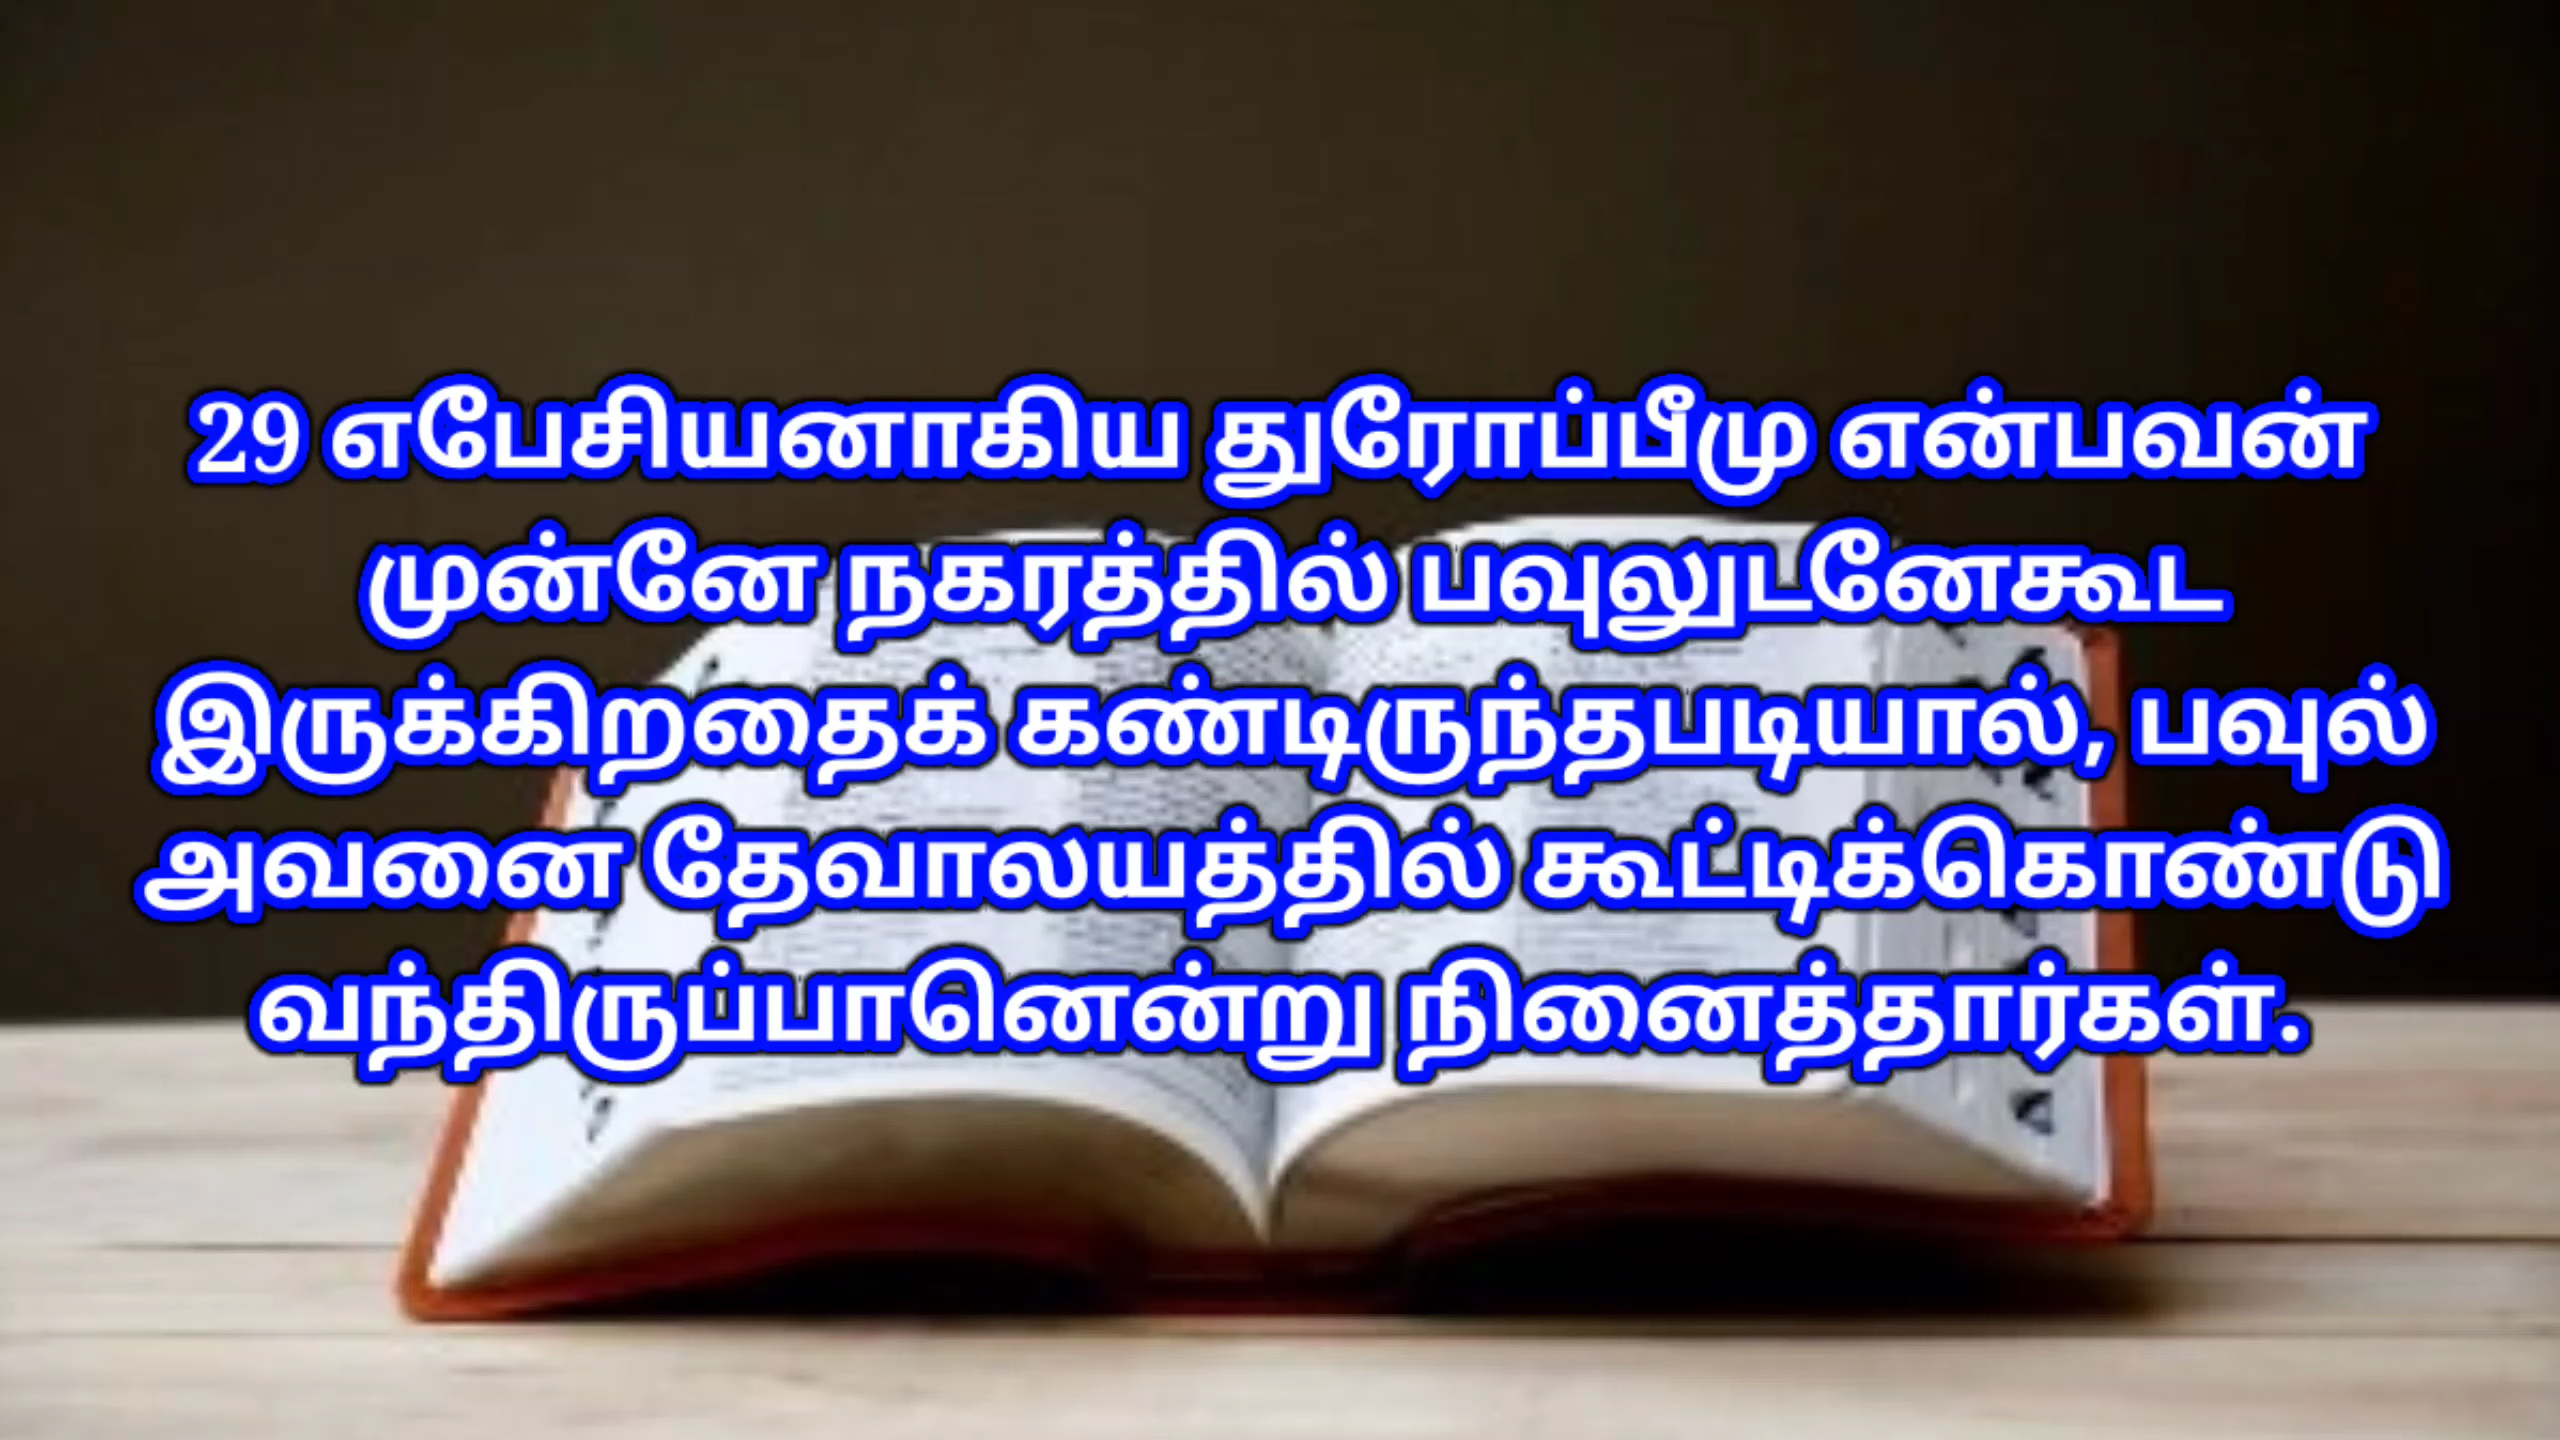 29 எபேசியனாகிய துரோப்பீமு என்பவன்
முன்னே நகரத்தில் பவுலுடனேகூட
இருக்கிறதைக் கண்டிருந்தபடியால், பவுல்
அவனை தேவாலயத்தில் கூட்டிக்கொண்டு
வந்திருப்பானென்று நினைத்தார்கள்.